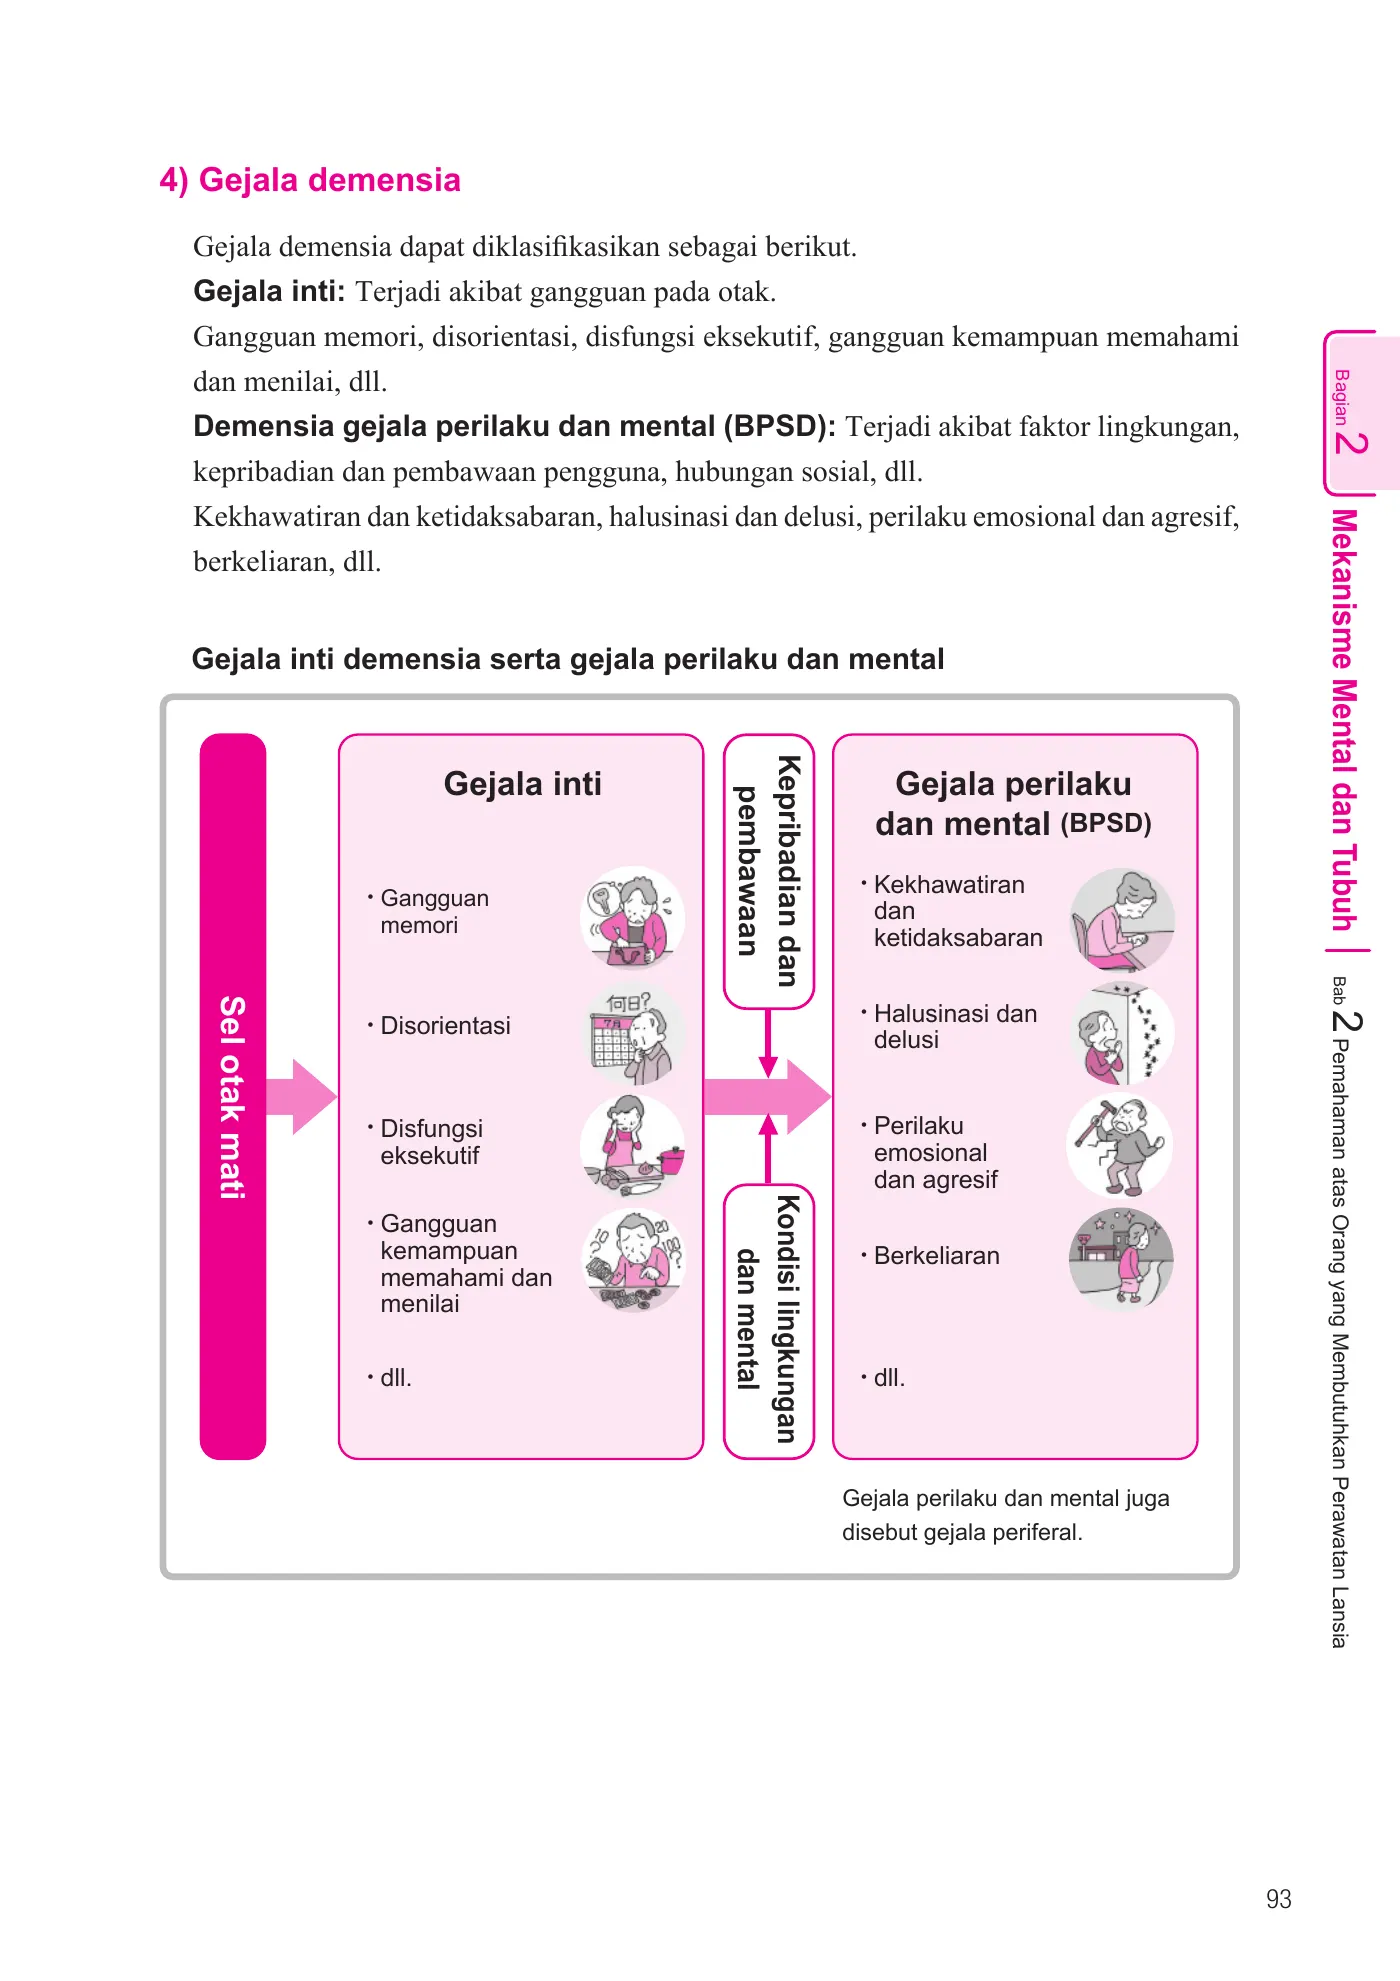 4) Gejala demensia
Gejala demensia dapat diklasifikasikan sebagai berikut.
Gejala inti: Terjadi akibat gangguan pada otak.
Gangguan memori, disorientasi, disfungsi eksekutif, gangguan kemampuan memahami
dan menilai, dll.
Demensia gejala perilaku dan mental (BPSD): Terjadi akibat faktor lingkungan,
kepribadian dan pembawaan pengguna, hubungan sosial, dll.
Kekhawatiran dan ketidaksabaran, halusinasi dan delusi, perilaku emosional dan agresif,
berkeliaran, dll.
Gejala inti demensia serta gejala perilaku dan mental
Sel otak mati
Gejala inti
・Gangguan
memori
・Disorientasi
何日?
7月
・Disfungsi
eksekutif
・Gangguan
kemampuan
memahami dan
menilai
10
20
100
?
?
・dll.
Kepribadian dan
pembawaan
Kondisi lingkungan
dan mental
Gejala perilaku
dan mental (BPSD)
・Kekhawatiran
dan
ketidaksabaran
・Halusinasi dan
delusi
・Perilaku
emosional
dan agresif
・Berkeliaran
・dll.
Gejala perilaku dan mental juga
disebut gejala periferal.
Bagian 2
Mekanisme Mental dan Tubuh
Bab 2 Pemahaman atas Orang yang Membutuhkan Perawatan Lansia
93